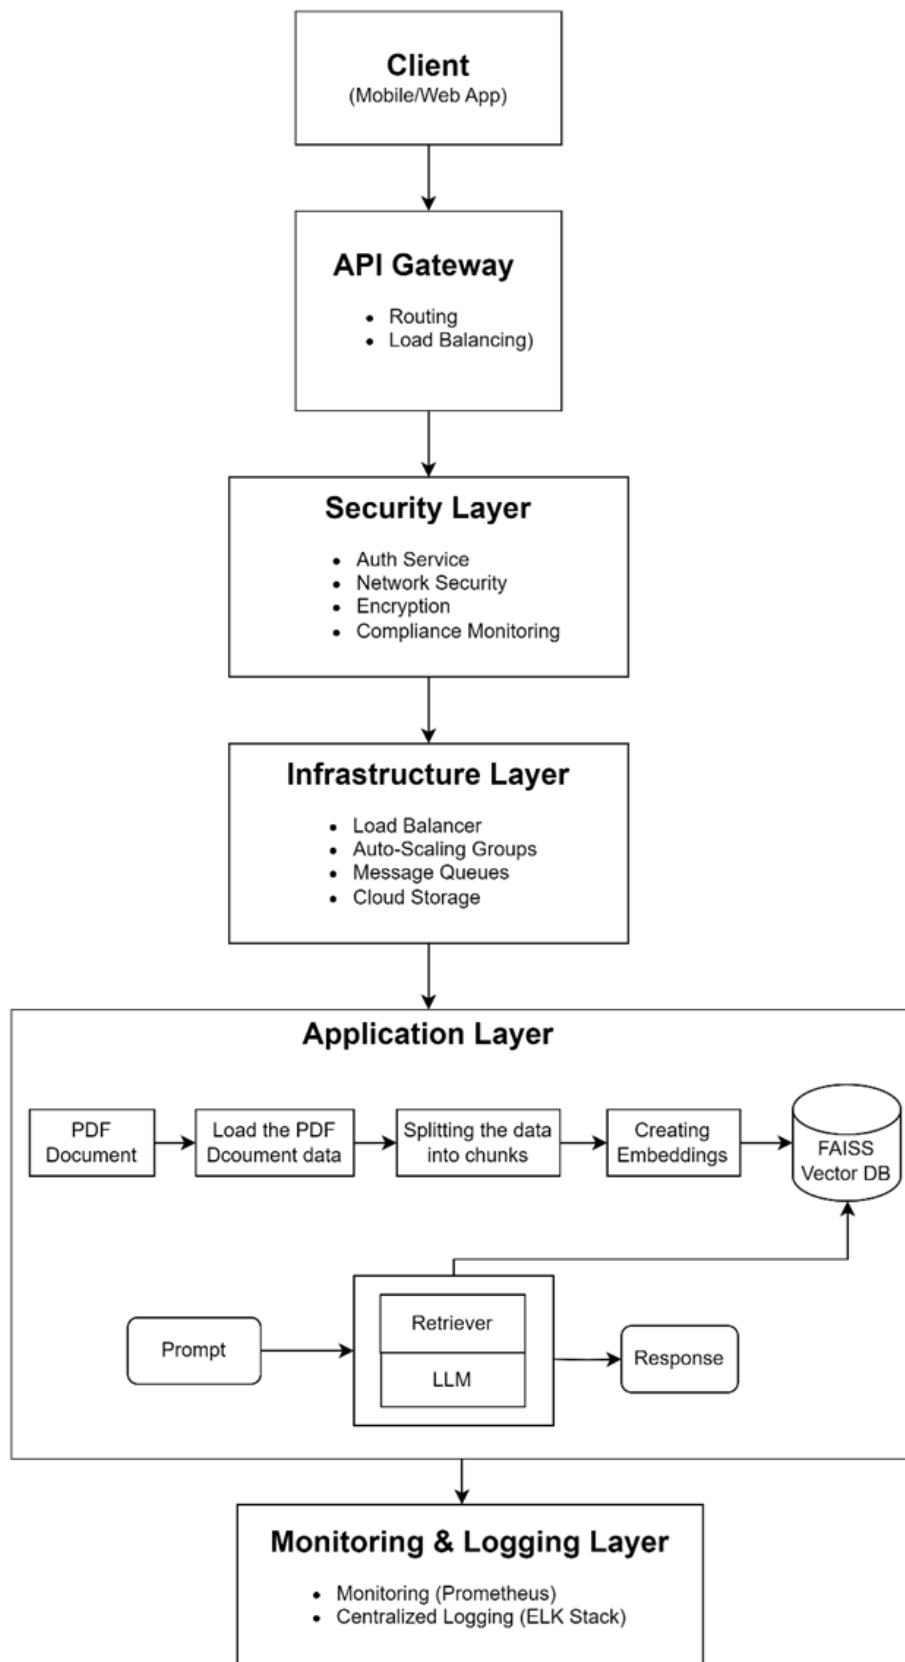 Client
(Mobile/Web App)
API Gateway
• Routing
• Load Balancing)
Security Layer
• Auth Service
• Network Security
• Encryption
• Compliance Monitoring
Infrastructure Layer
• Load Balancer
• Auto-Scaling Groups
• Message Queues
• Cloud Storage
Application Layer
PDF
Document
Load the PDF
Dcoument data
Splitting the data
into chunks
Creating
Embeddings
FAISS
Vector DB
Prompt
Retriever
LLM
Response
Monitoring & Logging Layer
• Monitoring (Prometheus)
• Centralized Logging (ELK Stack)